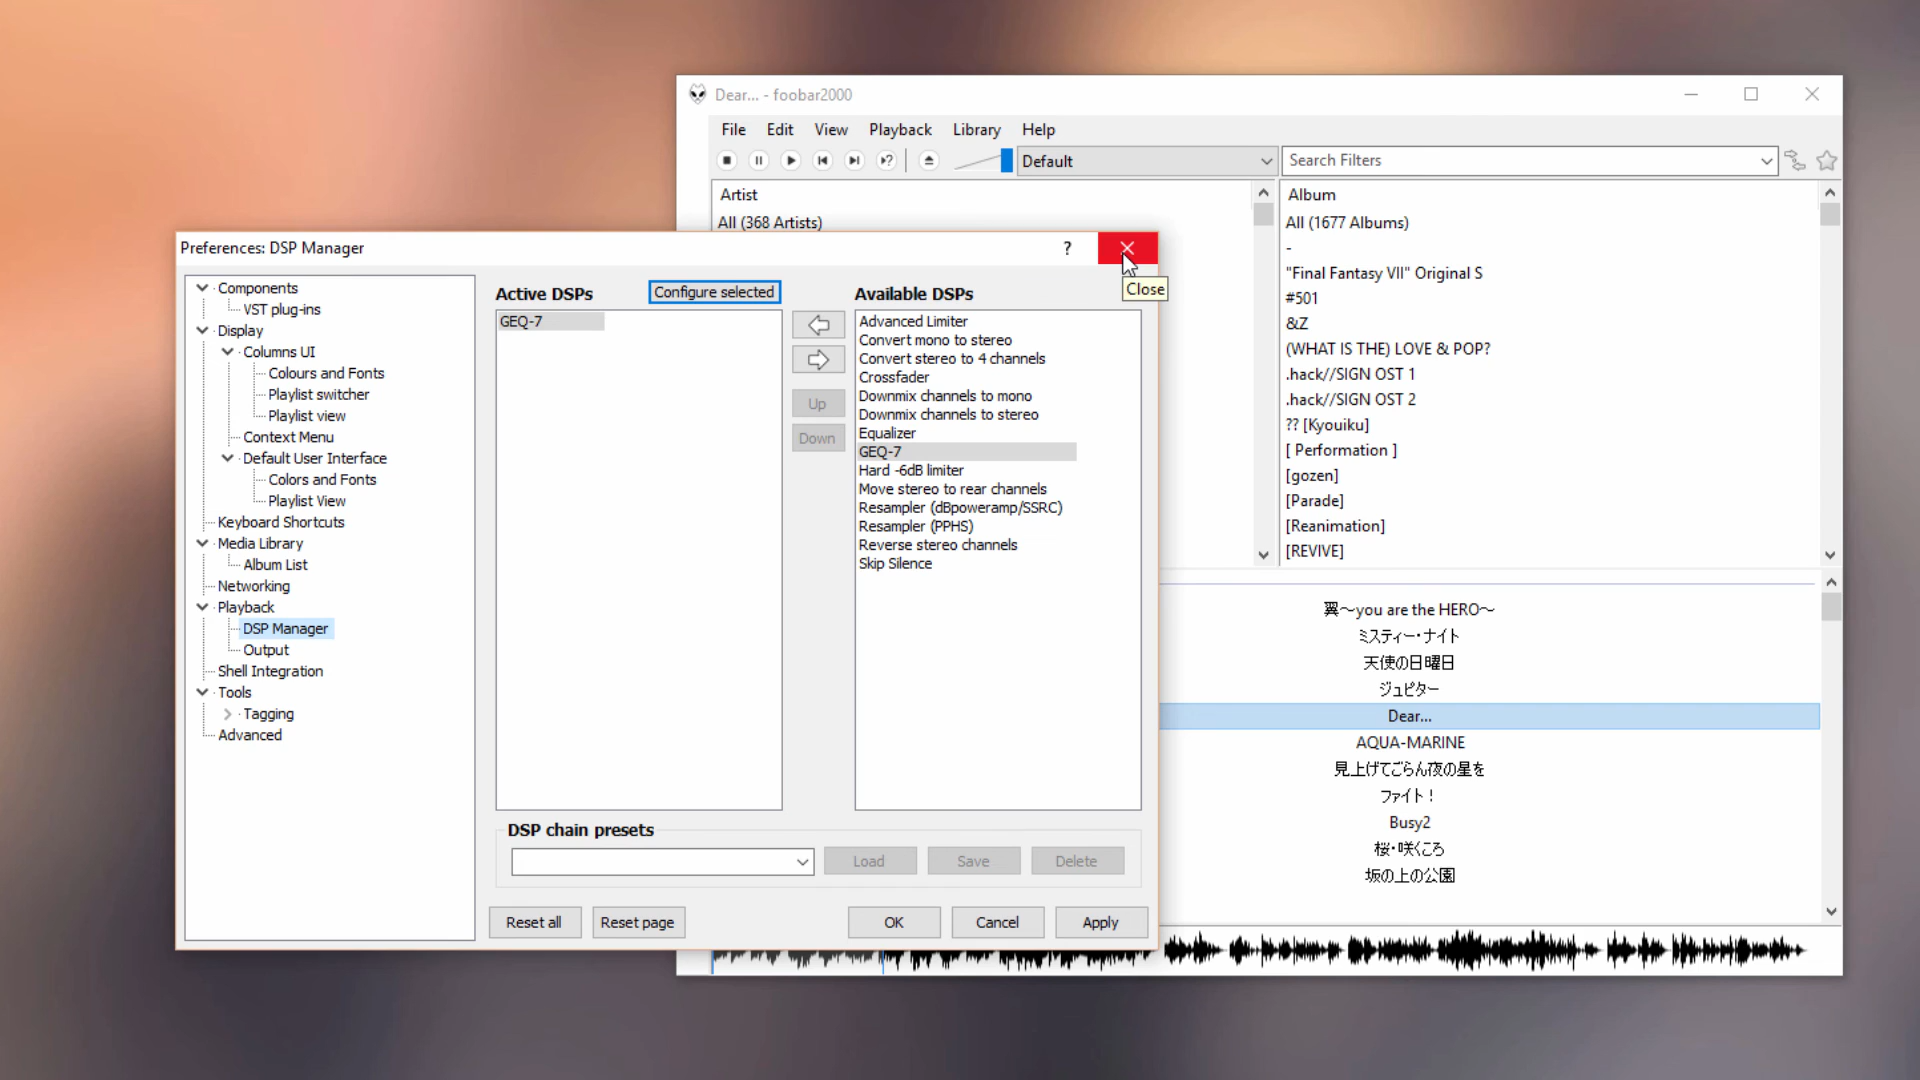 Dear... - foobar2000
File Edit View Playback Library Help
Default
Search Filters
Artist
All (368 Artists)
Album
All (1677 Albums)
-
"Final Fantasy VII" Original S
#501
&Z
(WHAT IS THE) LOVE & POP?
.hack//SIGN OST 1
.hack//SIGN OST 2
?? [Kyouiku]
[ Performation ]
[gozen]
[Parade]
[Reanimation]
[REVIVE]
翼～you are the HERO～
ミスティー・ナイト
天使の日曜日
ジュピター
Dear...
AQUA-MARINE
見上げてごらん夜の星を
ファイト！
Busy2
桜・咲くころ
坂の上の公園
Preferences: DSP Manager
?
Close
Components
VST plug-ins
Display
Columns UI
Colours and Fonts
Playlist switcher
Playlist view
Context Menu
Default User Interface
Colors and Fonts
Playlist View
Keyboard Shortcuts
Media Library
Album List
Networking
Playback
DSP Manager
Output
Shell Integration
Tools
Tagging
Advanced
Active DSPs
Configure selected
GEQ-7
Up
Down
Available DSPs
Advanced Limiter
Convert mono to stereo
Convert stereo to 4 channels
Crossfader
Downmix channels to mono
Downmix channels to stereo
Equalizer
GEQ-7
Hard -6dB limiter
Move stereo to rear channels
Resampler (dBpoweramp/SSRC)
Resampler (PPHS)
Reverse stereo channels
Skip Silence
DSP chain presets
Load
Save
Delete
Reset all
Reset page
OK
Cancel
Apply